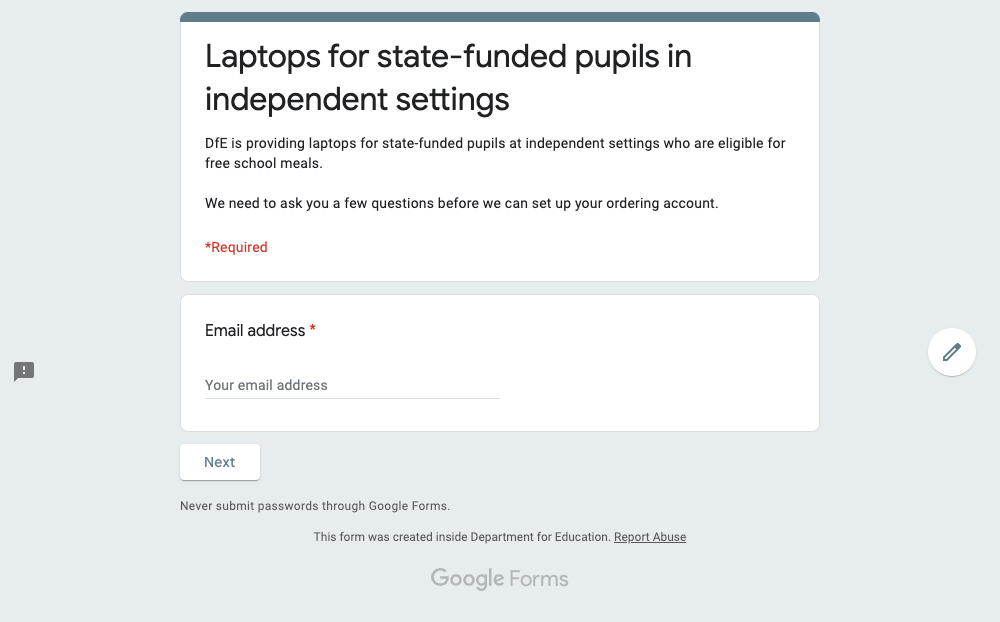 Laptops for state-funded pupils in
independent settings
DfE is providing laptops for state-funded pupils at independent settings who are eligible for
free school meals.
We need to ask you a few questions before we can set up your ordering account.
*Required
Email address *
Your email address
Next
Never submit passwords through Google Forms.
This form was created inside Department for Education. Report Abuse
Google Forms